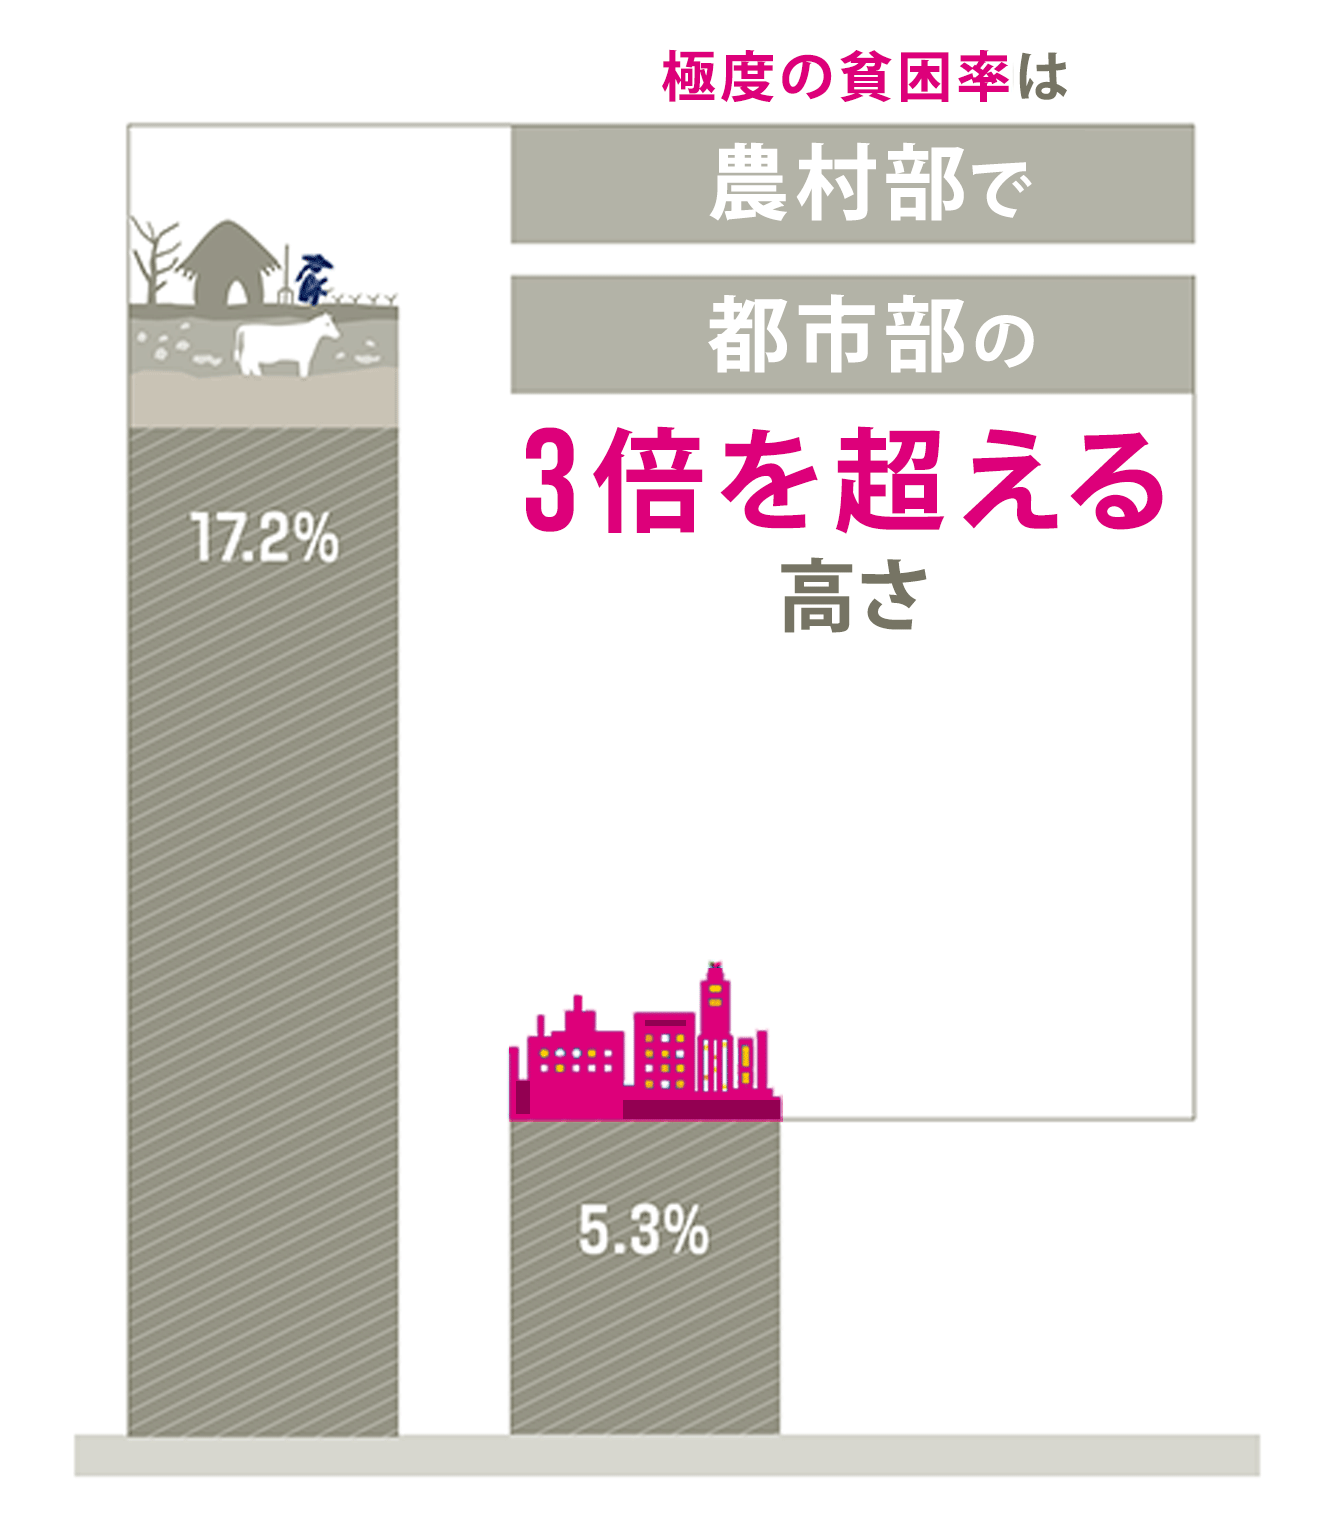 極度の貧困率は
農村部で
都市部の
3倍を超える
高さ
17.2%
5.3%